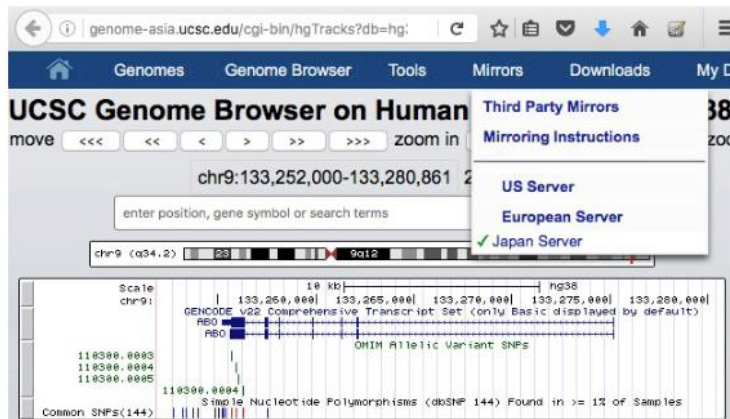 genome-asia.ucsc.edu/cgi-bin/hgTracks?db=hg
Genomes Genome Browser Tools Mirrors Downloads My D
UCSC Genome Browser on Human 38
move <<< << < > >> >>> zoom in zoo
Third Party Mirrors
Mirroring Instructions
US Server
European Server
✓ Japan Server
chr9:133,252,000-133,280,861 2
enter position, gene symbol or search terms
chr9 (q34.2) 23 9q12
Scale 10 kb hg38
chr9: 133,260,000 133,265,000 133,270,000 133,275,000 133,280,000
GENCODE v22 Comprehensive Transcript Set (only Basic displayed by default)
ABO
ABO
OMIM Allelic Variant SNPs
110300.0003
110300.0004
110300.0005
110300.0004
Simple Nucleotide Polymorphisms (dbSNP 144) Found in >= 1% of Samples
Common SNPs(144)